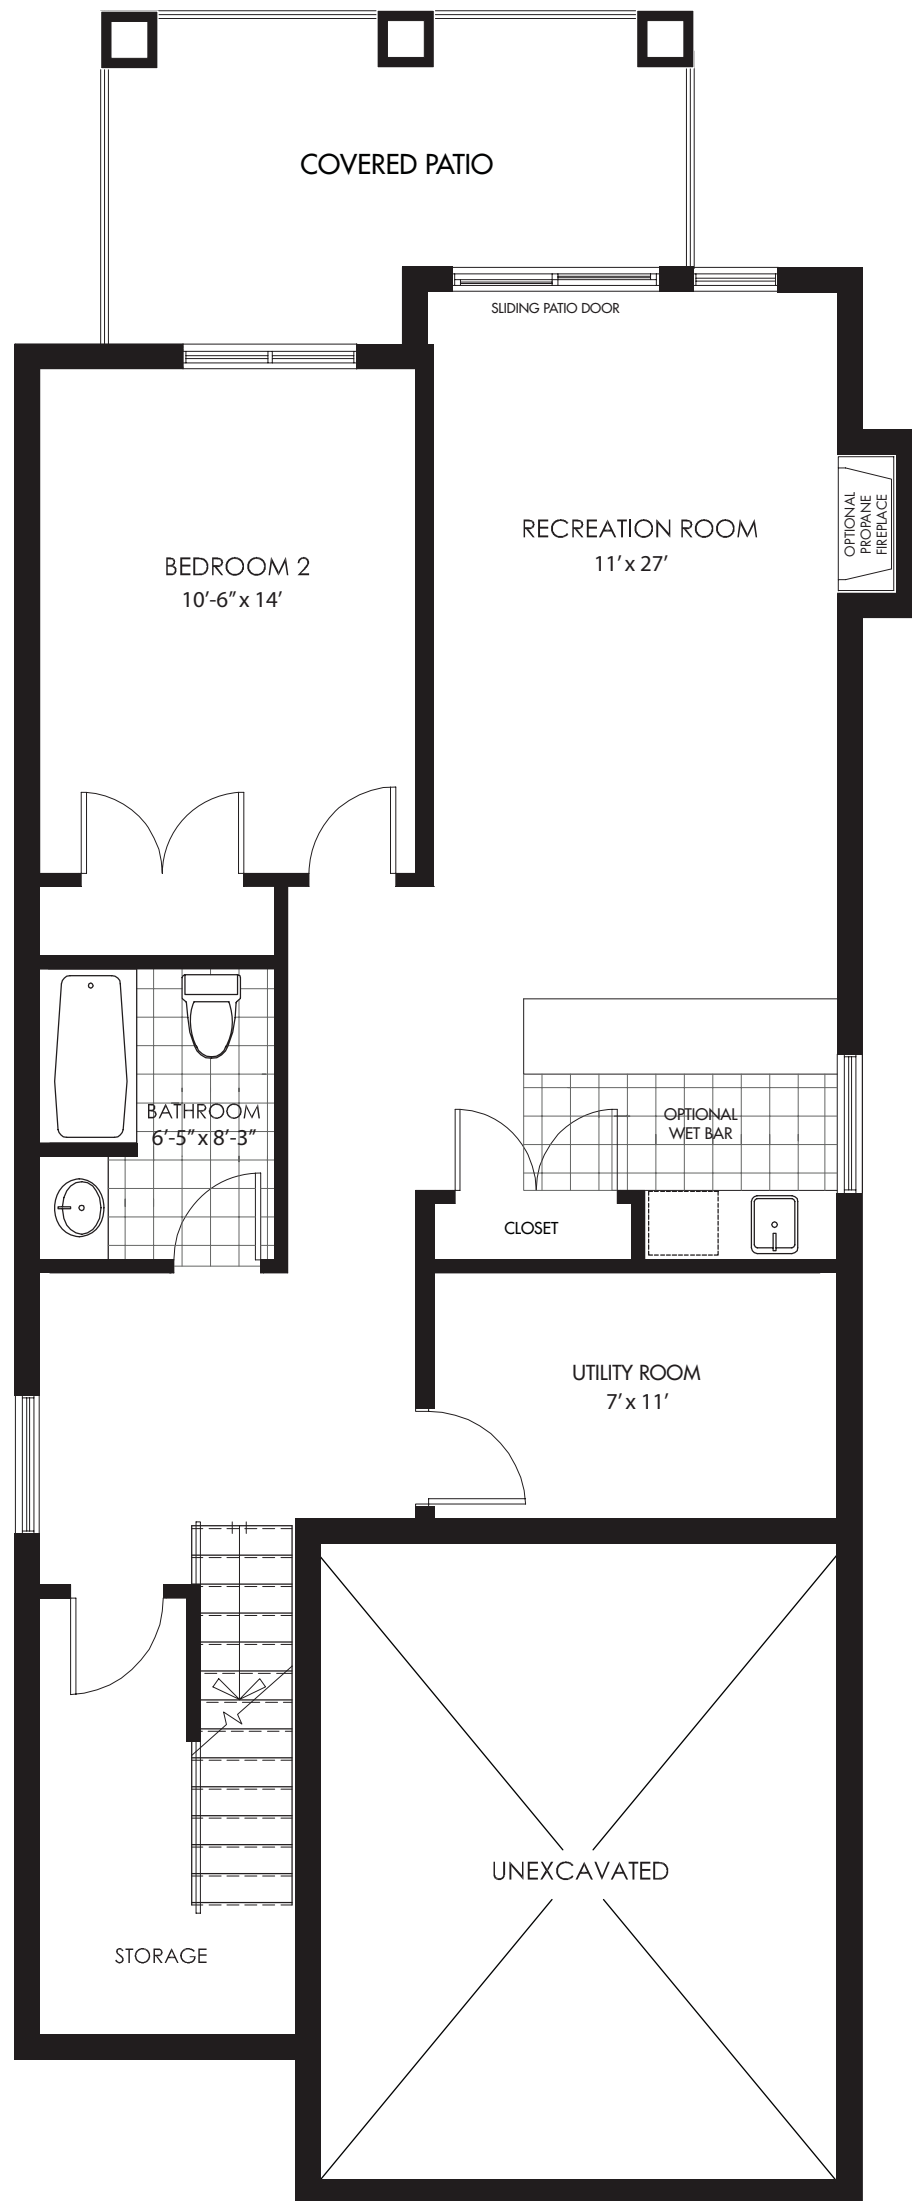 COVERED PATIO
SLIDING PATIO DOOR
RECREATION ROOM
11' x 27'
OPTIONAL
PROPANE
FIREPLACE
BEDROOM 2
10'-6" x 14'
BATHROOM
6'-5" x 8'-3"
OPTIONAL
WET BAR
CLOSET
UTILITY ROOM
7' x 11'
UNEXCAVATED
STORAGE